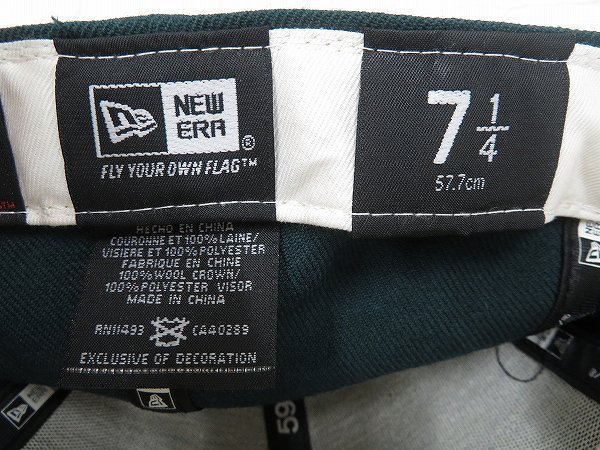 NEW
ERA®
FLY YOUR OWN FLAG™
7 1/4
57.7cm
HECHO EN CHINA
COURONNE ET 100% LAINE/
VISIERE ET 100% POLYESTER
FABRIQUE EN CHINE
100% WOOL CROWN/
100% POLYESTER VISOR
MADE IN CHINA
RN11493 CA40289
EXCLUSIVE OF DECORATION
59